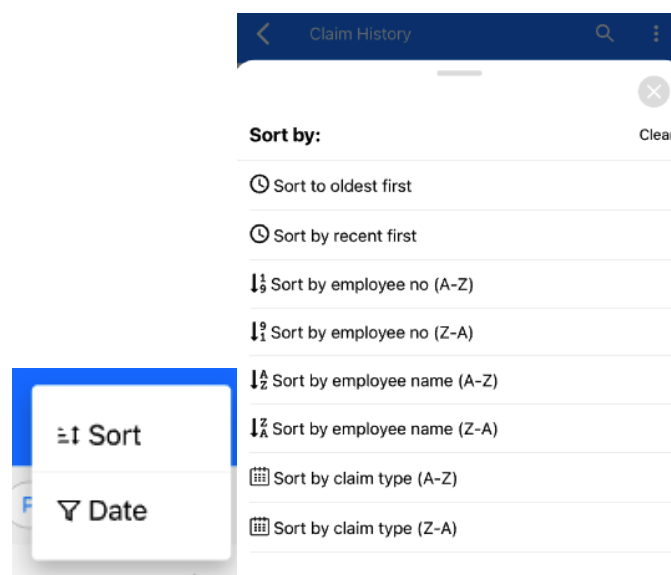 Claim History
Sort by:
Clear
Sort to oldest first
Sort by recent first
Sort by employee no (A-Z)
Sort by employee no (Z-A)
Sort by employee name (A-Z)
Sort by employee name (Z-A)
Sort by claim type (A-Z)
Sort by claim type (Z-A)
Sort
Date